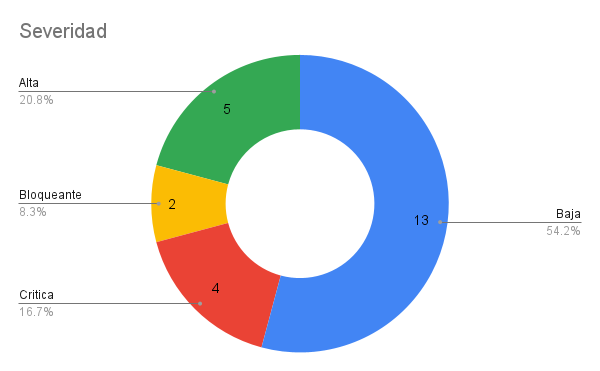 Severidad
Alta
20.8%
5
Bloqueante
8.3%
2
13
Baja
54.2%
Critica
16.7%
4